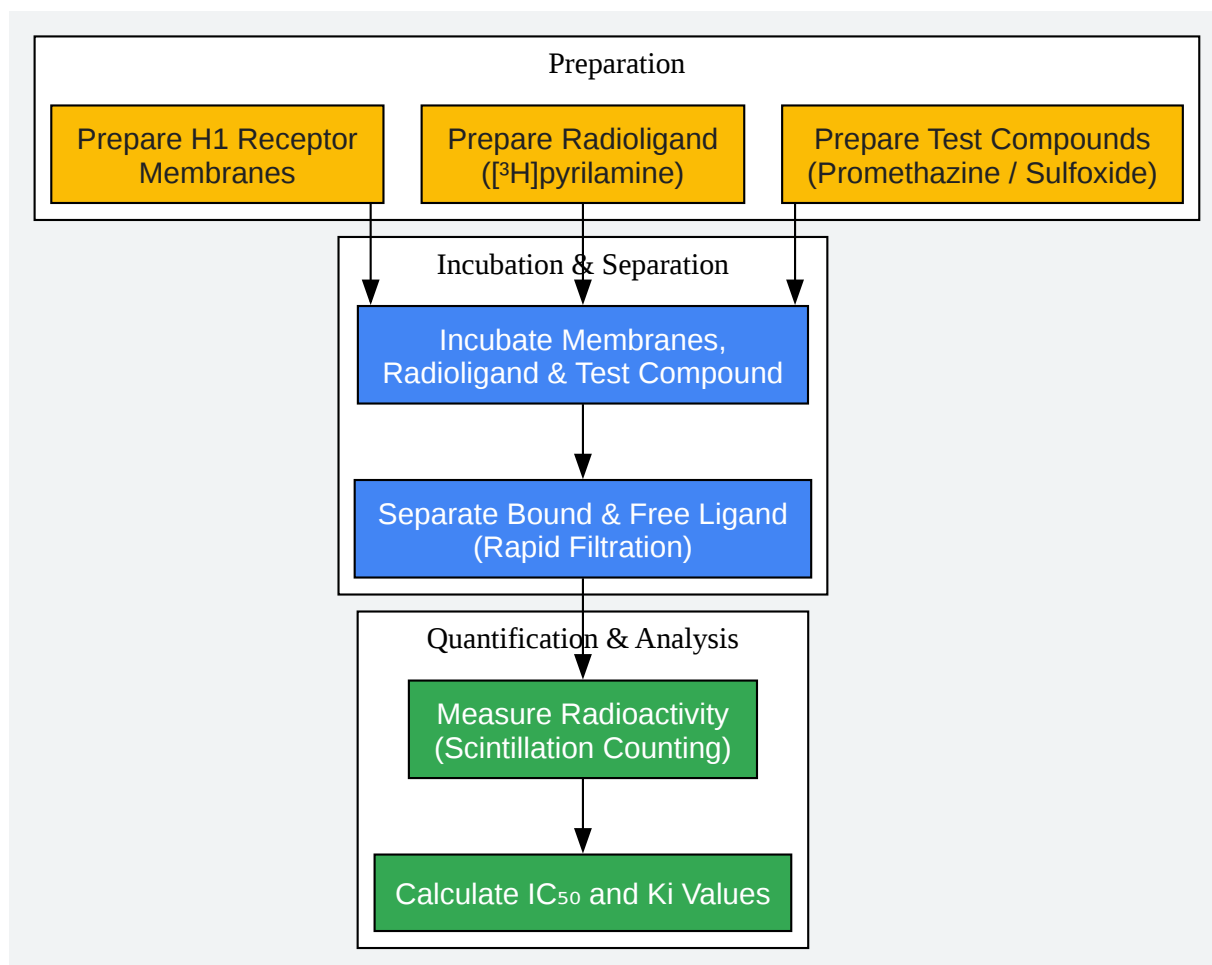 Preparation
Prepare H1 Receptor
Membranes
Prepare Radioligand
([³H]pyrilamine)
Prepare Test Compounds
(Promethazine / Sulfoxide)
Incubation & Separation
Incubate Membranes,
Radioligand & Test Compound
Separate Bound & Free Ligand
(Rapid Filtration)
Quantification & Analysis
Measure Radioactivity
(Scintillation Counting)
Calculate IC₅₀ and Ki Values